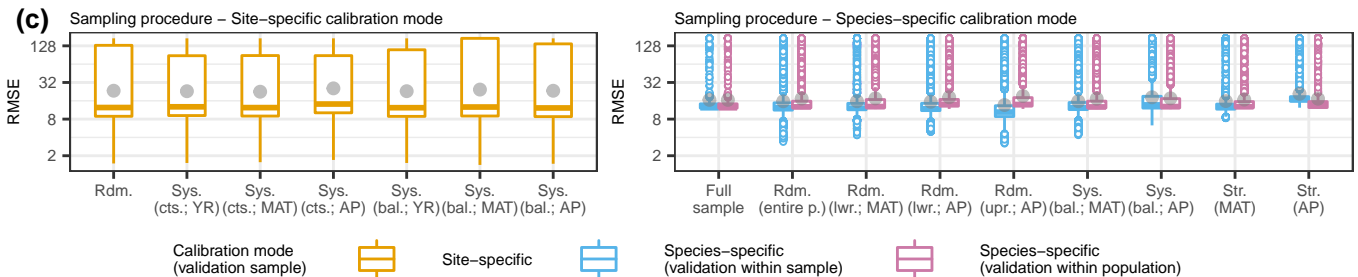 (c)
Sampling procedure − Site−specific calibration mode
Sampling procedure − Species−specific calibration mode
RMSE
128
32
8
2
Rdm.
Sys.
(cts.; YR)
Sys.
(cts.; MAT)
Sys.
(cts.; AP)
Sys.
(bal.; YR)
Sys.
(bal.; MAT)
Sys.
(bal.; AP)
RMSE
128
32
8
2
Full
sample
Rdm.
(entire p.)
Rdm.
(lwr.; MAT)
Rdm.
(lwr.; AP)
Rdm.
(upr.; AP)
Sys.
(bal.; MAT)
Sys.
(bal.; AP)
Str.
(MAT)
Str.
(AP)
Calibration mode
(validation sample)
Site−specific
Species−specific
(validation within sample)
Species−specific
(validation within population)